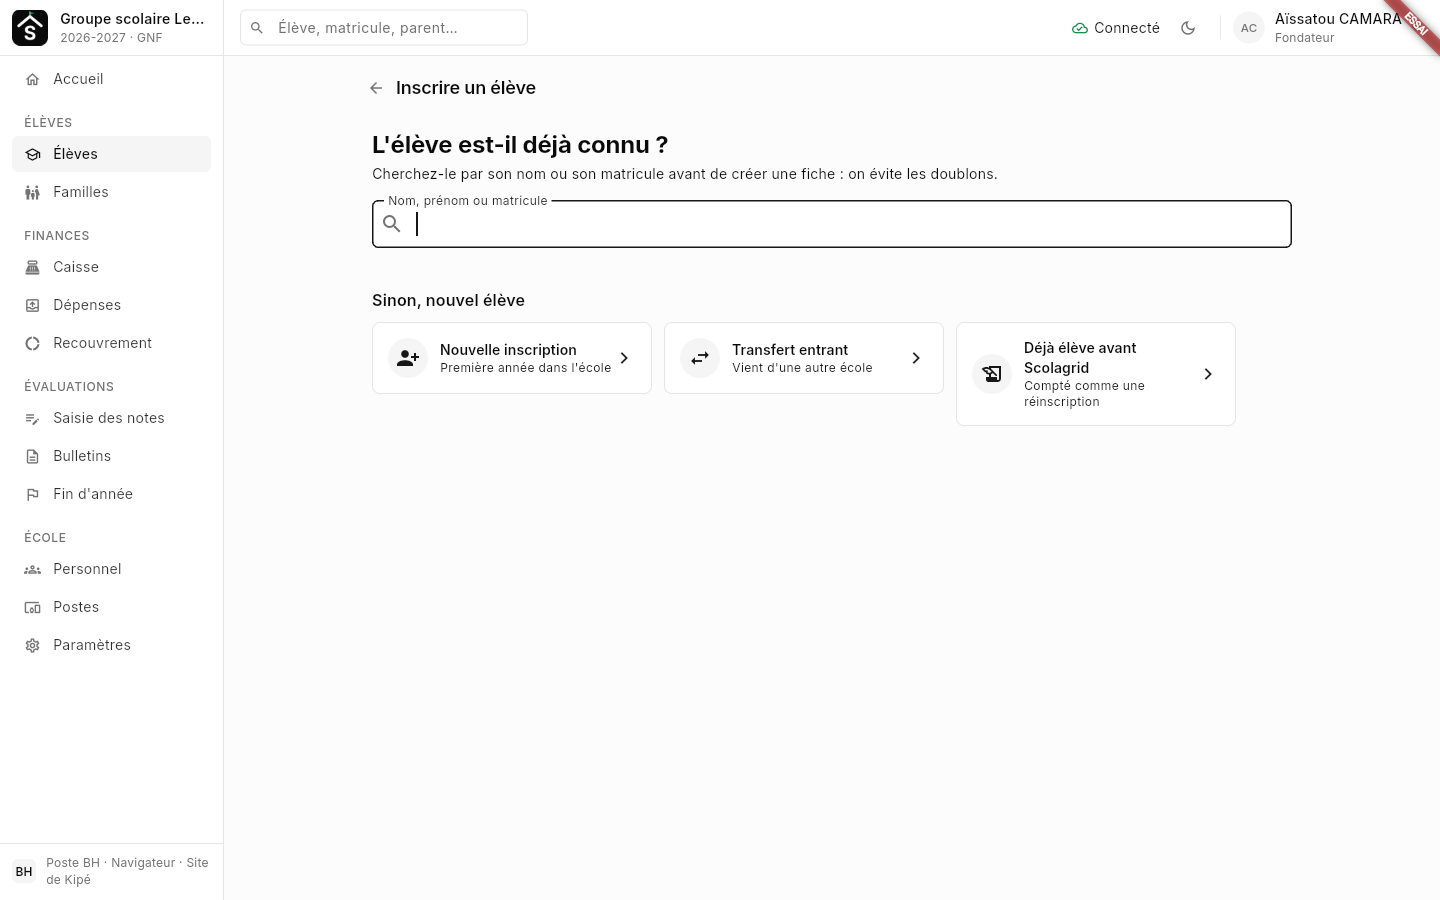 Groupe scolaire Le...
2026-2027 · GNF
Élève, matricule, parent...
Connecté
AC
Aïssatou CAMARA
Fondateur
ESSAI
Accueil
ÉLÈVES
Élèves
Familles
FINANCES
Caisse
Dépenses
Recouvrement
ÉVALUATIONS
Saisie des notes
Bulletins
Fin d'année
ÉCOLE
Personnel
Postes
Paramètres
BH
Poste BH · Navigateur · Site
de Kipé
Inscrire un élève
L'élève est-il déjà connu ?
Cherchez-le par son nom ou son matricule avant de créer une fiche : on évite les doublons.
Nom, prénom ou matricule
Sinon, nouvel élève
Nouvelle inscription
Première année dans l'école
Transfert entrant
Vient d'une autre école
Déjà élève avant
Scolagrid
Compté comme une
réinscription